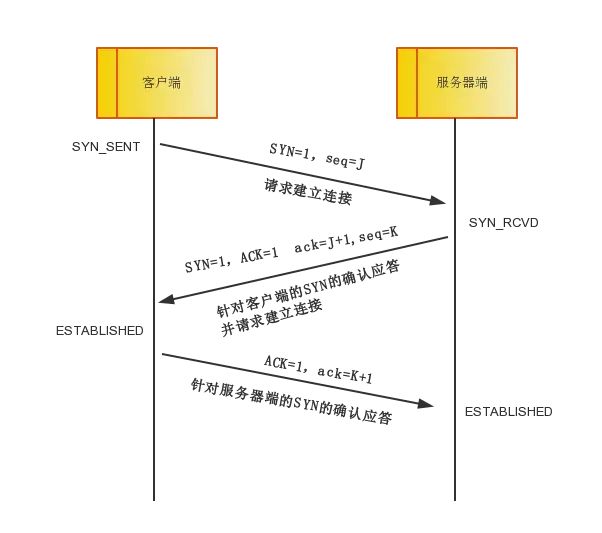 客户端
服务器端
SYN_SENT
SYN=1, seq=J
请求建立连接
SYN_RCVD
SYN=1, ACK=1 ack=J+1,seq=K
针对客户端的SYN的确认应答
并请求建立连接
ESTABLISHED
ACK=1, ack=K+1
针对服务器端的SYN的确认应答
ESTABLISHED